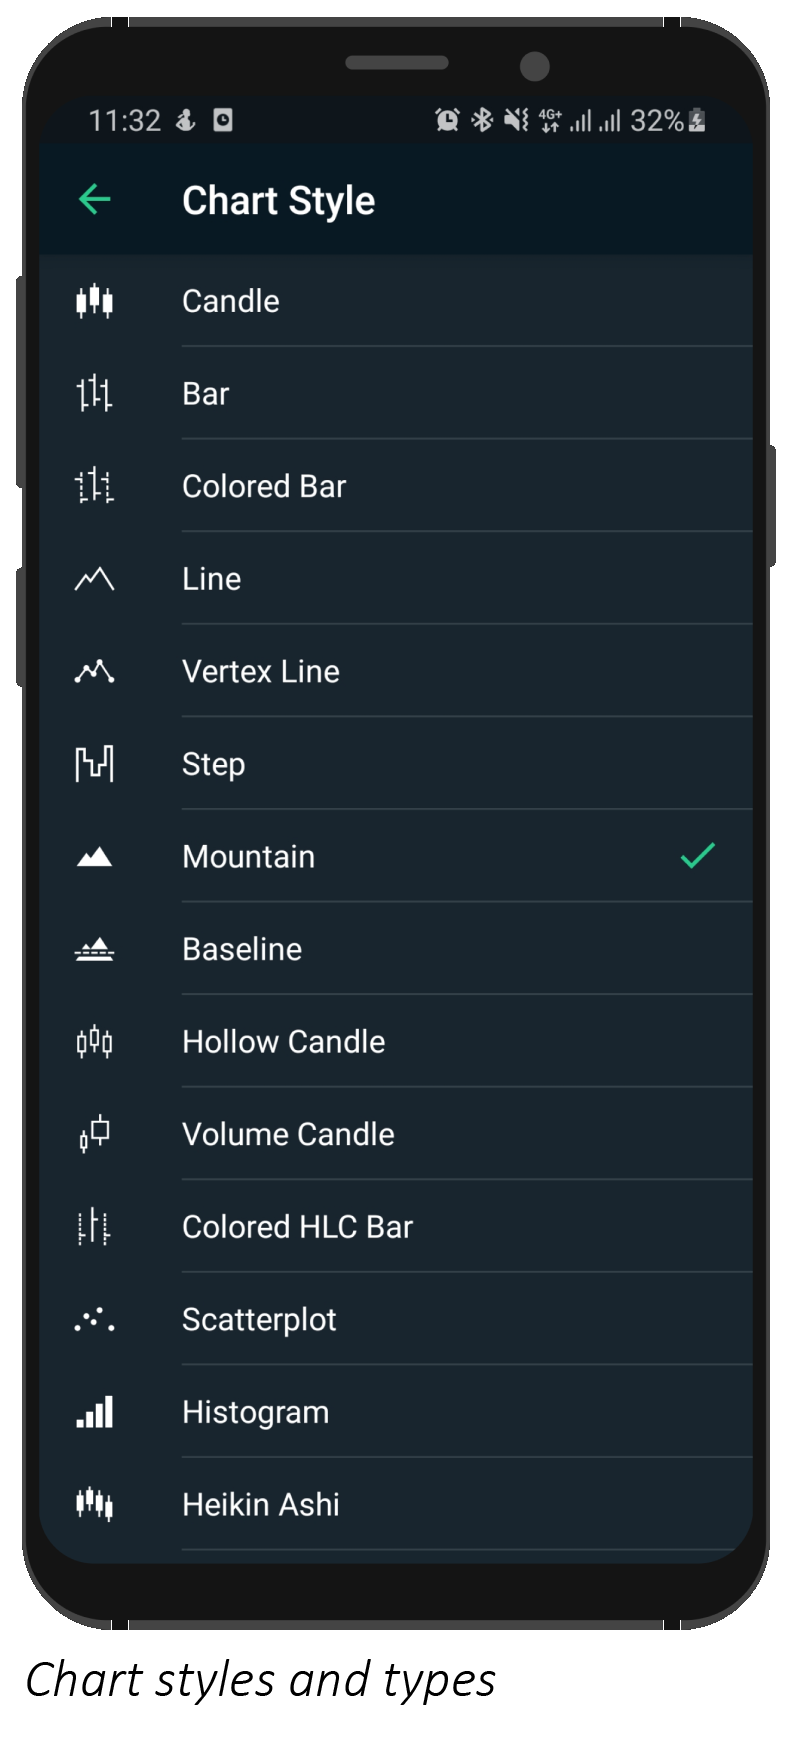 11:32 4G+ 32%
Chart Style
Candle
Bar
Colored Bar
Line
Vertex Line
Step
Mountain
Baseline
Hollow Candle
Volume Candle
Colored HLC Bar
Scatterplot
Histogram
Heikin Ashi
Chart styles and types